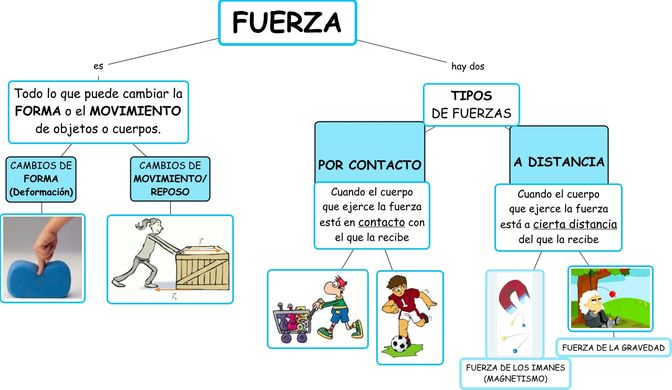 FUERZA
es
hay dos
Todo lo que puede cambiar la
FORMA o el MOVIMIENTO
de objetos o cuerpos.
TIPOS
DE FUERZAS
CAMBIOS DE
FORMA
(Deformación)
CAMBIOS DE
MOVIMIENTO/
REPOSO
POR CONTACTO
Cuando el cuerpo
que ejerce la fuerza
está en contacto con
el que la recibe
A DISTANCIA
Cuando el cuerpo
que ejerce la fuerza
está a cierta distancia
del que la recibe
FUERZA DE LOS IMANES
(MAGNETISMO)
FUERZA DE LA GRAVEDAD